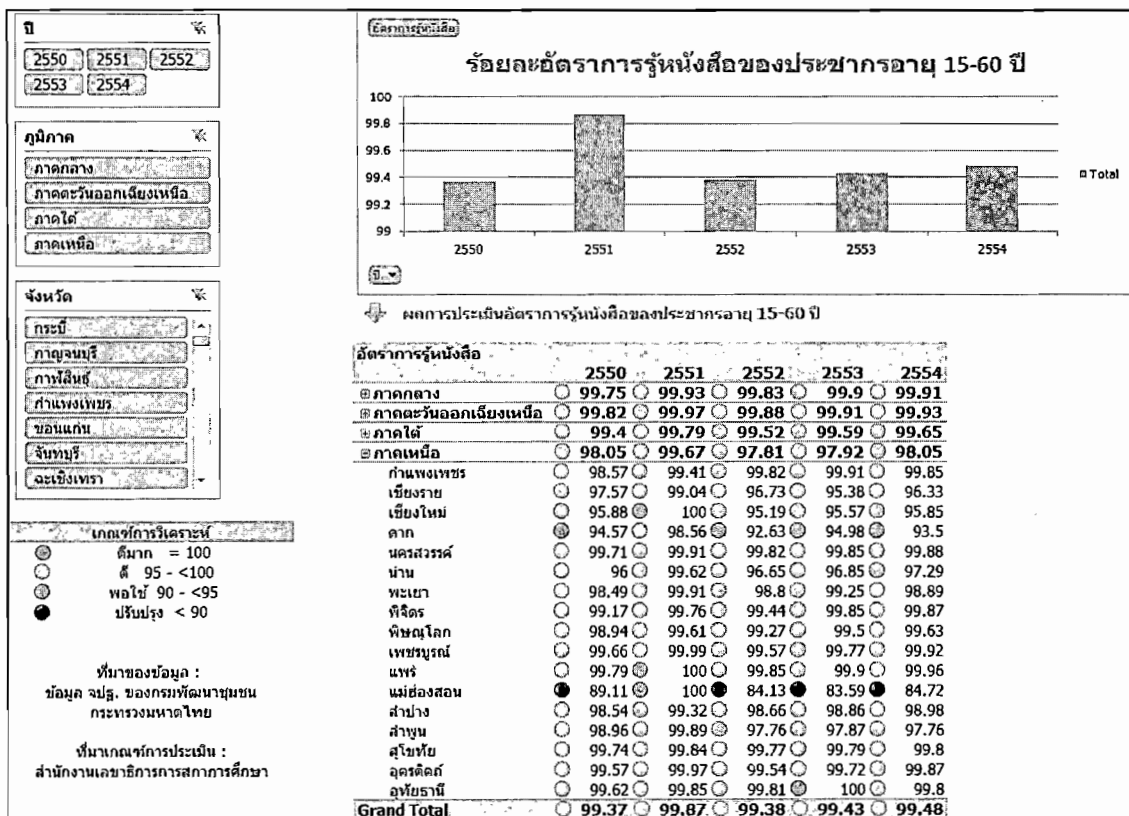 ปี
2550 2551 2552
2553 2554
ภูมิภาค
ภาคกลาง
ภาคตะวันออกเฉียงเหนือ
ภาคใต้
ภาคเหนือ
จังหวัด
กระบี่
กาญจนบุรี
กาฬสินธุ์
กำแพงเพชร
ขอนแก่น
จันทบุรี
ฉะเชิงเทรา
เกณฑ์การวิเคราะห์
ดีมาก = 100
ดี 95 - <100
พอใช้ 90 - <95
ปรับปรุง < 90
ที่มาของข้อมูล :
ข้อมูล จปฐ. ของกรมพัฒนาชุมชน
กระทรวงมหาดไทย
ที่มาเกณฑ์การประเมิน :
สำนักงานเลขาธิการการสภาการศึกษา
อัตราการรู้หนังสือ
ร้อยละอัตราการรู้หนังสือของประชากรอายุ 15-60 ปี
100
99.8
99.6
99.4
99.2
99
2550 2551 2552 2553 2554
Total
ปี
ผลการประเมินอัตราการรู้หนังสือของประชากรอายุ 15-60 ปี
อัตราการรู้หนังสือ
2550 2551 2552 2553 2554
ภาคกลาง 99.75 99.93 99.83 99.9 99.91
ภาคตะวันออกเฉียงเหนือ 99.82 99.97 99.88 99.91 99.93
ภาคใต้ 99.4 99.79 99.52 99.59 99.65
ภาคเหนือ 98.05 99.67 97.81 97.92 98.05
กำแพงเพชร 98.57 99.41 99.82 99.91 99.85
เชียงราย 97.57 99.04 96.73 95.38 96.33
เชียงใหม่ 95.88 100 95.19 95.57 95.85
ตาก 94.57 98.56 92.63 94.98 93.5
นครสวรรค์ 99.71 99.91 99.82 99.85 99.88
น่าน 96 99.62 96.65 96.85 97.29
พะเยา 98.49 99.91 98.8 99.25 98.89
พิจิตร 99.17 99.76 99.44 99.85 99.87
พิษณุโลก 98.94 99.61 99.27 99.5 99.63
เพชรบูรณ์ 99.66 99.99 99.57 99.77 99.92
แพร่ 99.79 100 99.85 99.9 99.96
แม่ฮ่องสอน 89.11 100 84.13 83.59 84.72
ลำปาง 98.54 99.32 98.66 98.86 98.98
ลำพูน 98.96 99.89 97.76 97.87 97.76
สุโขทัย 99.74 99.84 99.77 99.79 99.8
อุตรดิตถ์ 99.57 99.97 99.54 99.72 99.87
อุทัยธานี 99.62 99.85 99.81 100 99.8
Grand Total 99.37 99.87 99.38 99.43 99.48